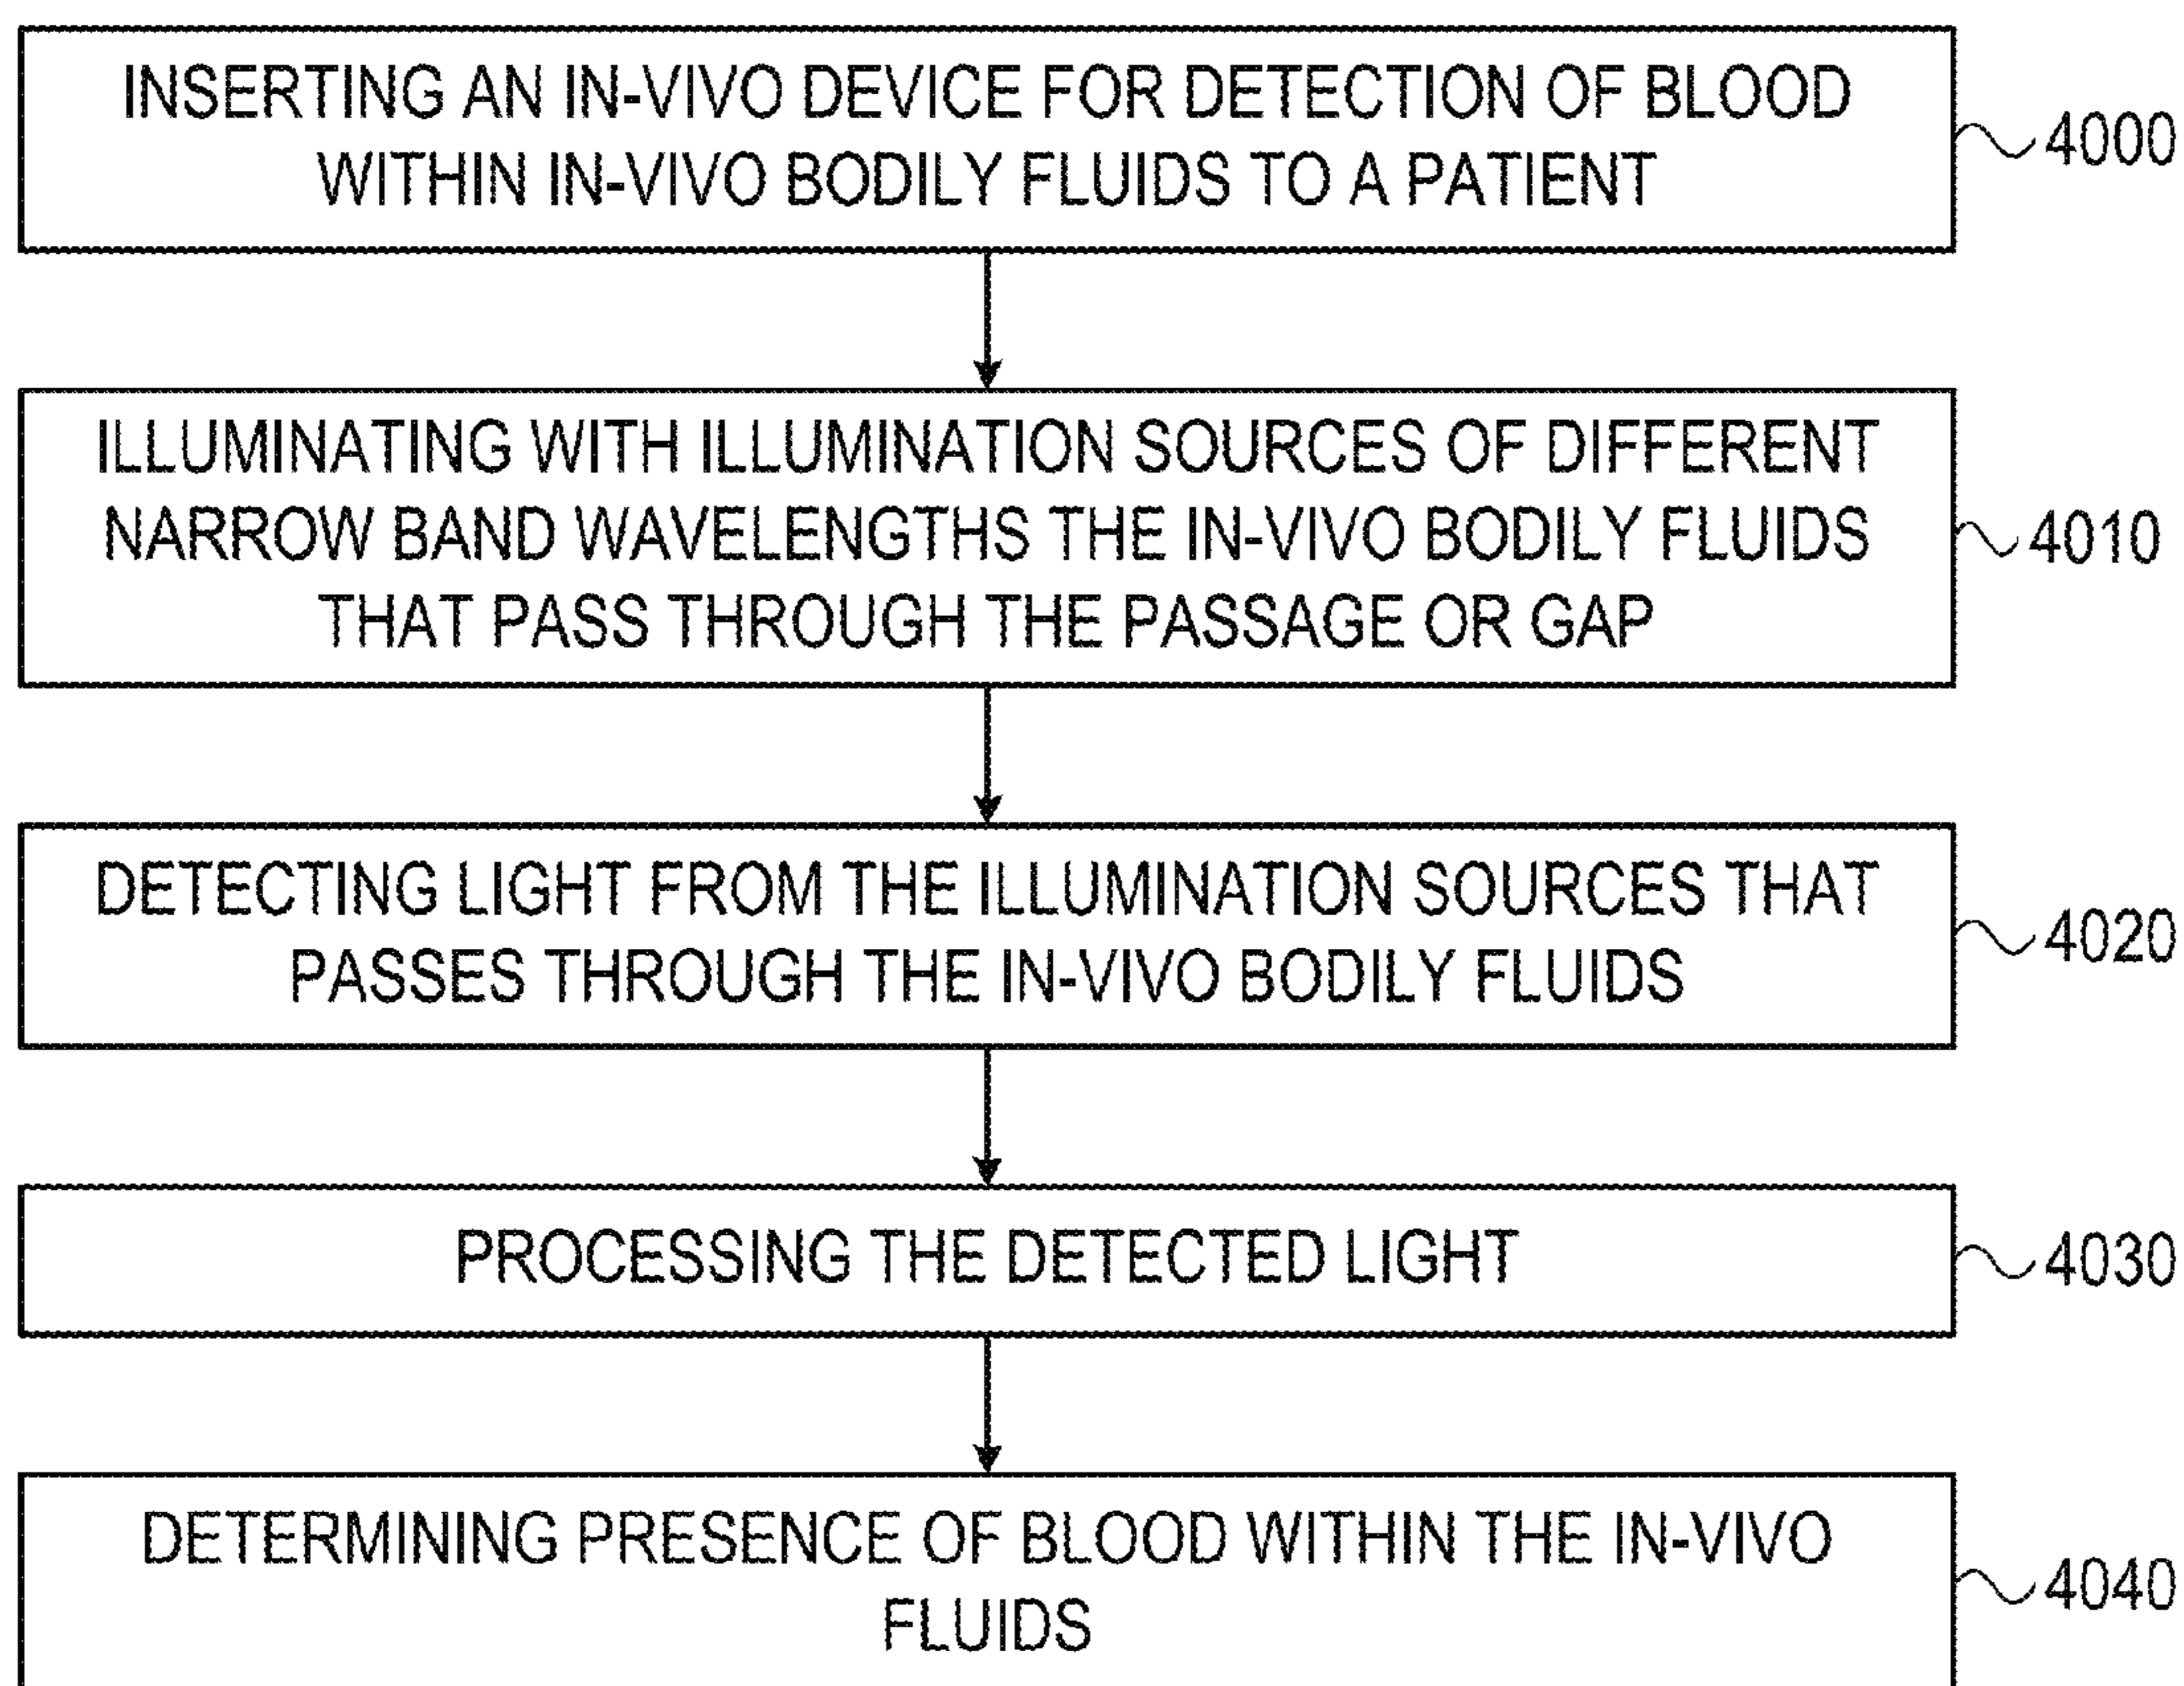 INSERTING AN IN-VIVO DEVICE FOR DETECTION OF BLOOD
WITHIN IN-VIVO BODILY FLUIDS TO A PATIENT
4000
ILLUMINATING WITH ILLUMINATION SOURCES OF DIFFERENT
NARROW BAND WAVELENGTHS THE IN-VIVO BODILY FLUIDS
THAT PASS THROUGH THE PASSAGE OR GAP
4010
DETECTING LIGHT FROM THE ILLUMINATION SOURCES THAT
PASSES THROUGH THE IN-VIVO BODILY FLUIDS
4020
PROCESSING THE DETECTED LIGHT
4030
DETERMINING PRESENCE OF BLOOD WITHIN THE IN-VIVO
FLUIDS
4040